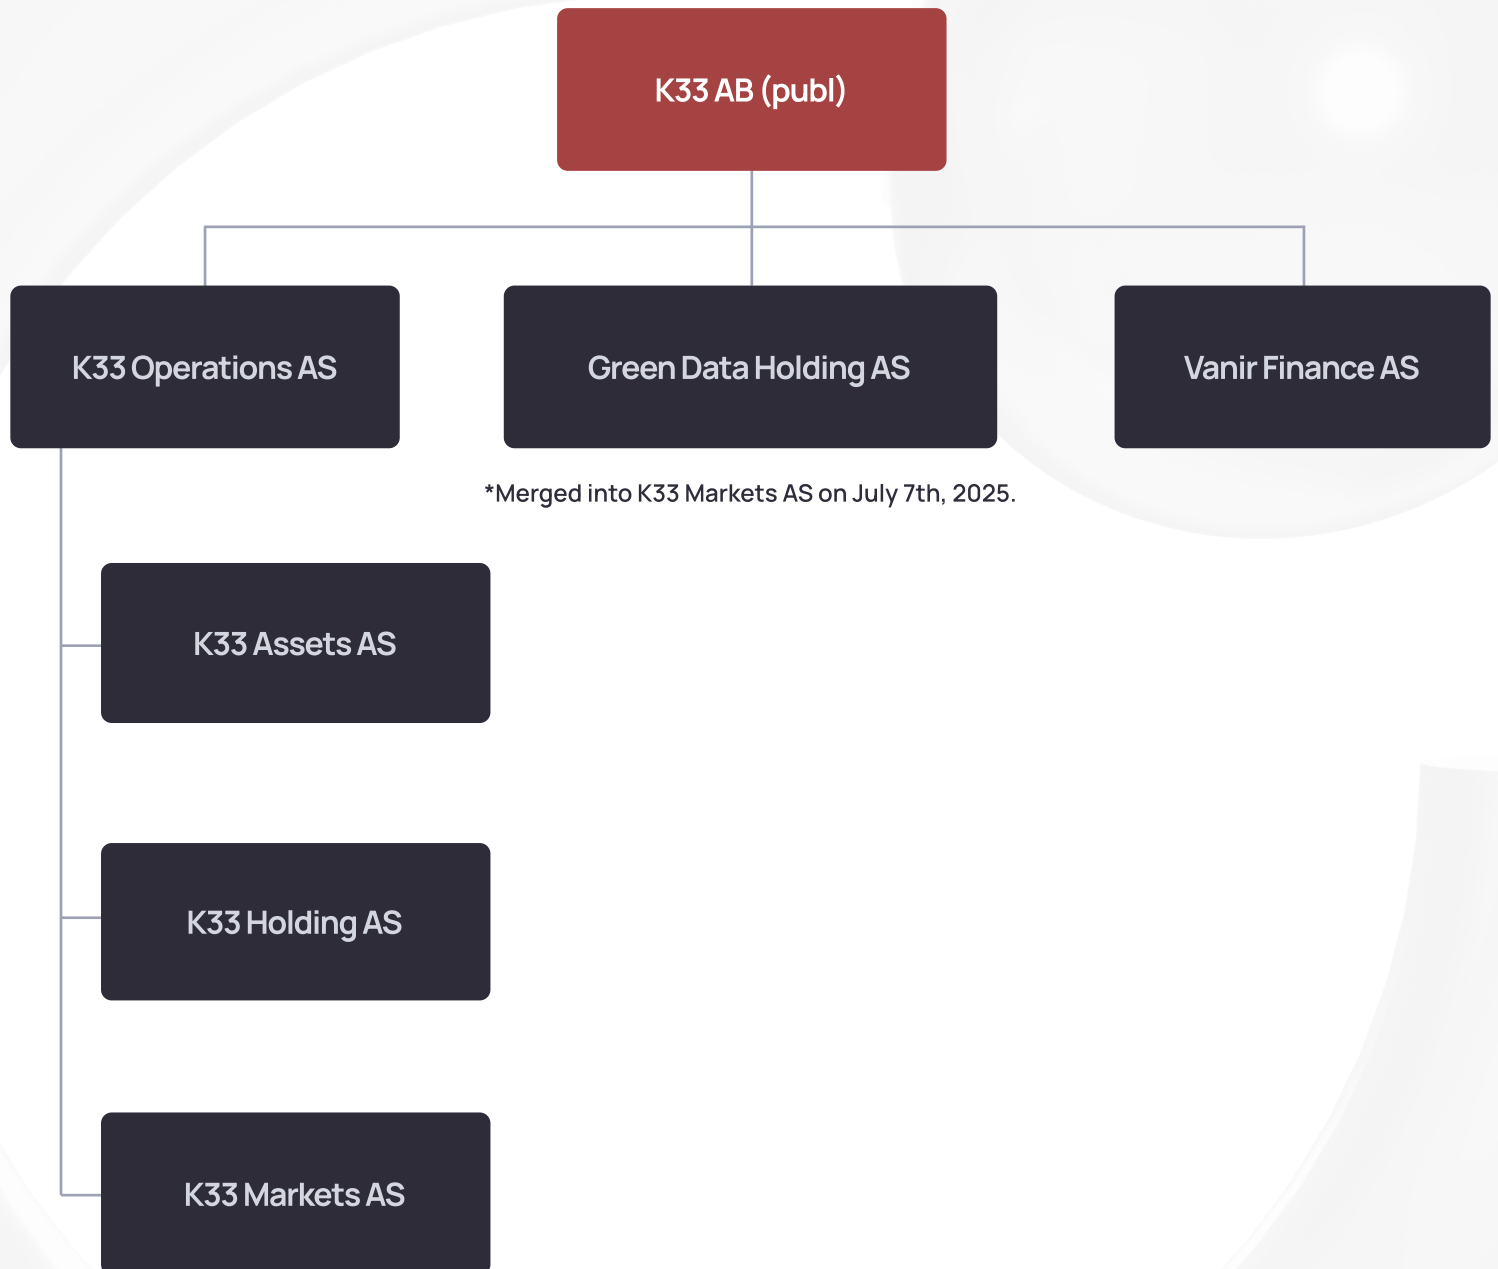 K33 AB (publ)
K33 Operations AS
Green Data Holding AS
Vanir Finance AS
*Merged into K33 Markets AS on July 7th, 2025.
K33 Assets AS
K33 Holding AS
K33 Markets AS